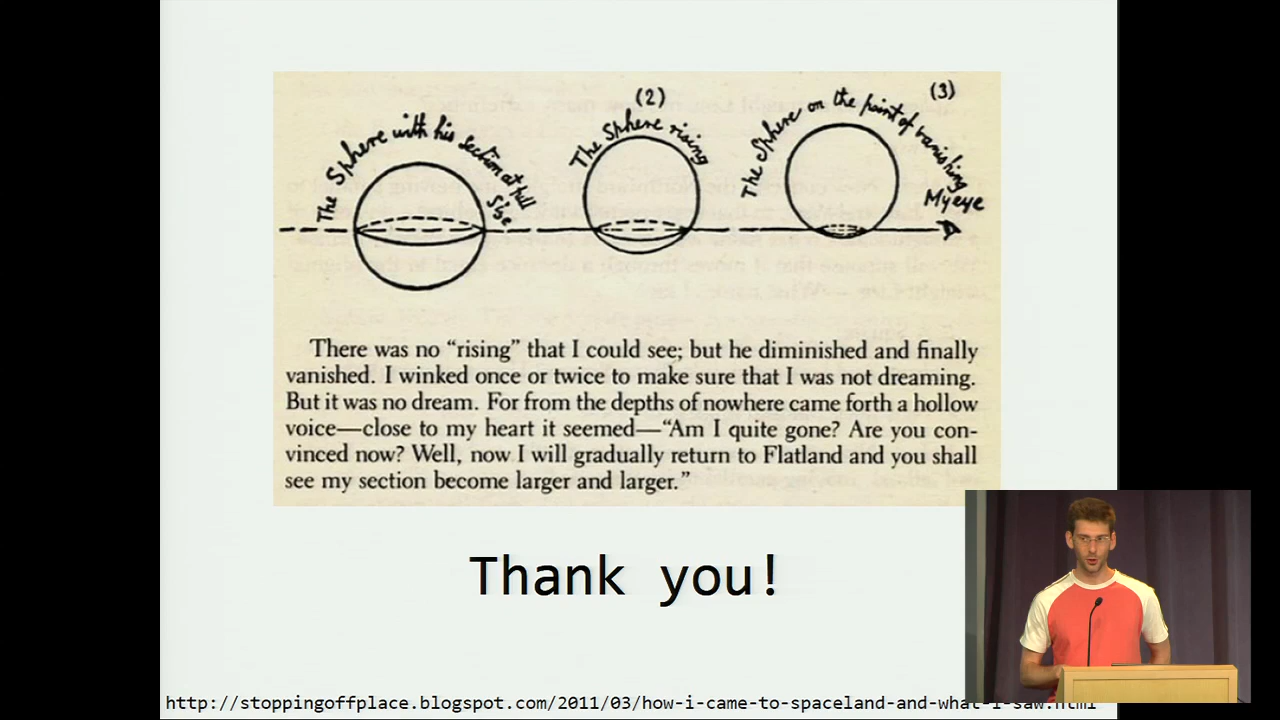 (2)
(3)
The Sphere with his section at full size
The Sphere rising
The Sphere on the point of vanishing
My eye
There was no “rising” that I could see; but he diminished and finally
vanished. I winked once or twice to make sure that I was not dreaming.
But it was no dream. For from the depths of nowhere came forth a hollow
voice—close to my heart it seemed—“Am I quite gone? Are you con-
vinced now? Well, now I will gradually return to Flatland and you shall
see my section become larger and larger.”
Thank you!
http://stoppingoffplace.blogspot.com/2011/03/how-i-came-to-spaceland-and-what-i-saw.html